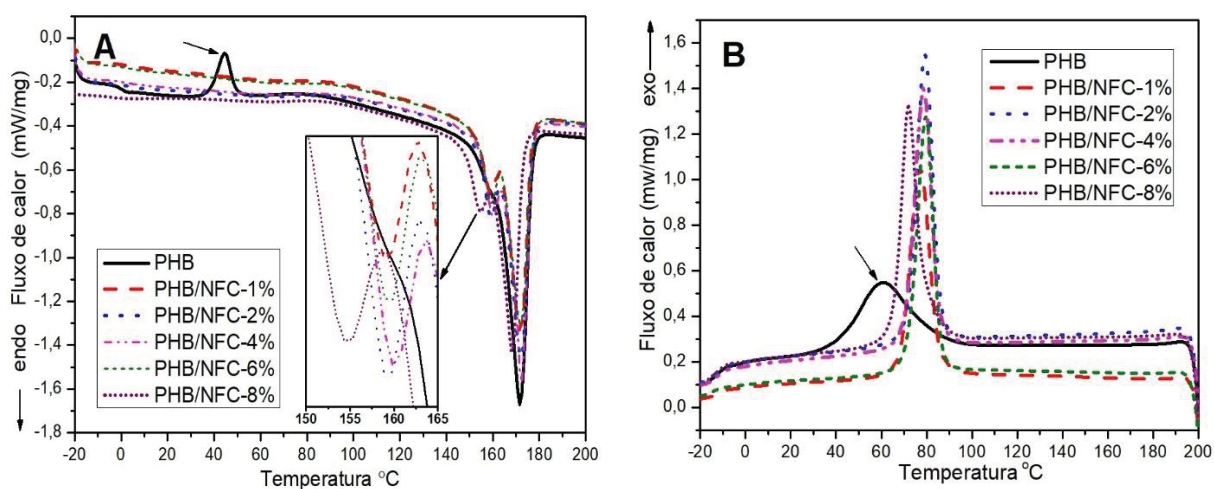 A
0,0
-0,2
-0,4
-0,6
-0,8
-1,0
-1,2
-1,4
-1,6
-1,8
endo Fluxo de calor (mW/mg)
PHB
PHB/NFC-1%
PHB/NFC-2%
PHB/NFC-4%
PHB/NFC-6%
PHB/NFC-8%
150 155 160 165
-20 0 20 40 60 80 100 120 140 160 180 200
Temperatura °C
B
1,6
1,4
1,2
1,0
0,8
0,6
0,4
0,2
0,0
Fluxo de calor (mw/mg) exo
PHB
PHB/NFC-1%
PHB/NFC-2%
PHB/NFC-4%
PHB/NFC-6%
PHB/NFC-8%
-20 0 20 40 60 80 100 120 140 160 180 200
Temperatura °C